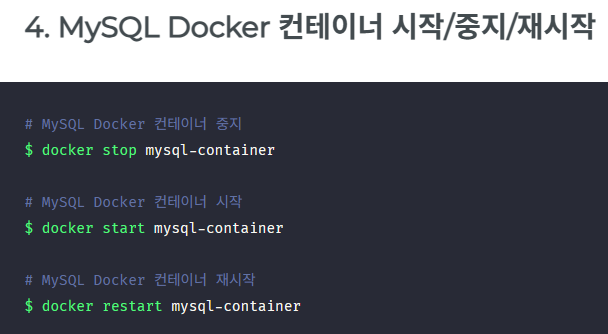 4. MySQL Docker 컨테이너 시작/중지/재시작
# MySQL Docker 컨테이너 중지
$ docker stop mysql-container
# MySQL Docker 컨테이너 시작
$ docker start mysql-container
# MySQL Docker 컨테이너 재시작
$ docker restart mysql-container